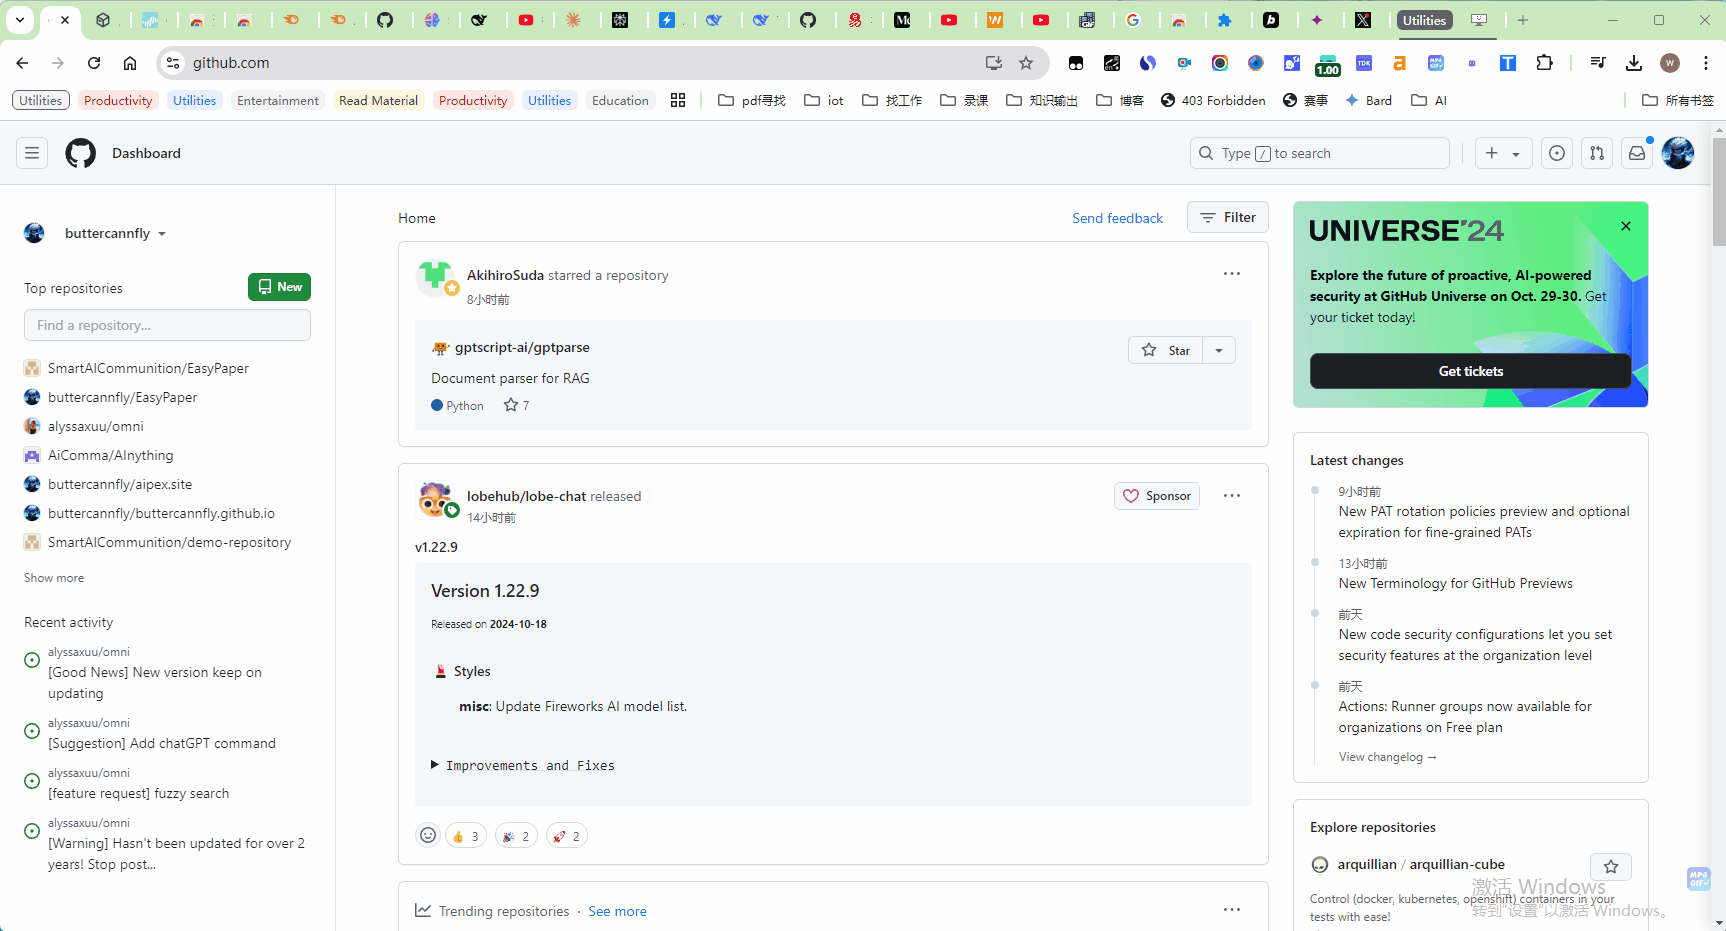 Utilities
github.com
1.00
TDK
W
Utilities
Productivity
Utilities
Entertainment
Read Material
Productivity
Utilities
Education
pdf寻找
iot
找工作
录课
知识输出
博客
403 Forbidden
赛事
Bard
AI
所有书签
Dashboard
Type / to search
buttercannfly
Top repositories
New
Find a repository...
SmartAICommunition/EasyPaper
buttercannfly/EasyPaper
alyssaxuu/omni
AiComma/AInything
buttercannfly/aipex.site
buttercannfly/buttercannfly.github.io
SmartAICommunition/demo-repository
Show more
Recent activity
alyssaxuu/omni
[Good News] New version keep on
updating
alyssaxuu/omni
[Suggestion] Add chatGPT command
alyssaxuu/omni
[feature request] fuzzy search
alyssaxuu/omni
[Warning] Hasn't been updated for over 2
years! Stop post...
Home
Send feedback
Filter
AkihiroSuda starred a repository
8小时前
gptscript-ai/gptparse
Star
Document parser for RAG
Python
7
lobehub/lobe-chat released
Sponsor
14小时前
v1.22.9
Version 1.22.9
Released on 2024-10-18
Styles
misc: Update Fireworks AI model list.
Improvements and Fixes
3
2
2
Trending repositories · See more
UNIVERSE'24
Explore the future of proactive, AI-powered
security at GitHub Universe on Oct. 29-30. Get
your ticket today!
Get tickets
Latest changes
9小时前
New PAT rotation policies preview and optional
expiration for fine-grained PATs
13小时前
New Terminology for GitHub Previews
前天
New code security configurations let you set
security features at the organization level
前天
Actions: Runner groups now available for
organizations on Free plan
View changelog →
Explore repositories
arquillian / arquillian-cube
Control (docker, kubernetes, openshift) containers in your
tests with ease!
激活 Windows
转到"设置"以激活 Windows。
MP4
GIF